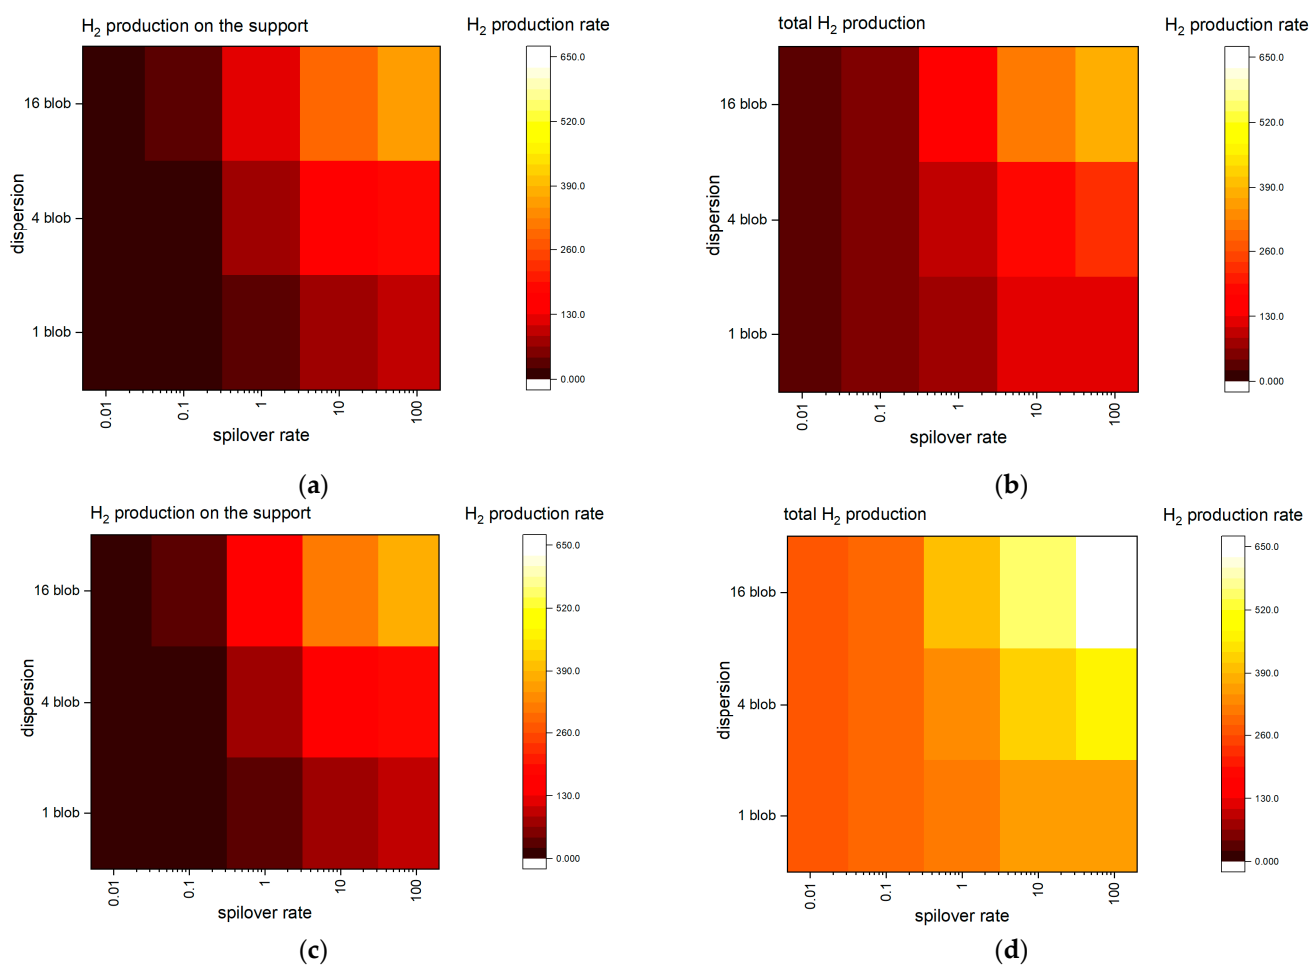 H2 production on the support
H2 production rate
16 blob
4 blob
1 blob
dispersion
0.01
0.1
1
10
100
spilover rate
650.0
520.0
390.0
260.0
130.0
0.000
(a)
total H2 production
H2 production rate
16 blob
4 blob
1 blob
dispersion
0.01
0.1
1
10
100
spilover rate
650.0
520.0
390.0
260.0
130.0
0.000
(b)
H2 production on the support
H2 production rate
16 blob
4 blob
1 blob
dispersion
0.01
0.1
1
10
100
spilover rate
650.0
520.0
390.0
260.0
130.0
0.000
(c)
total H2 production
H2 production rate
16 blob
4 blob
1 blob
dispersion
0.01
0.1
1
10
100
spilover rate
650.0
520.0
390.0
260.0
130.0
0.000
(d)